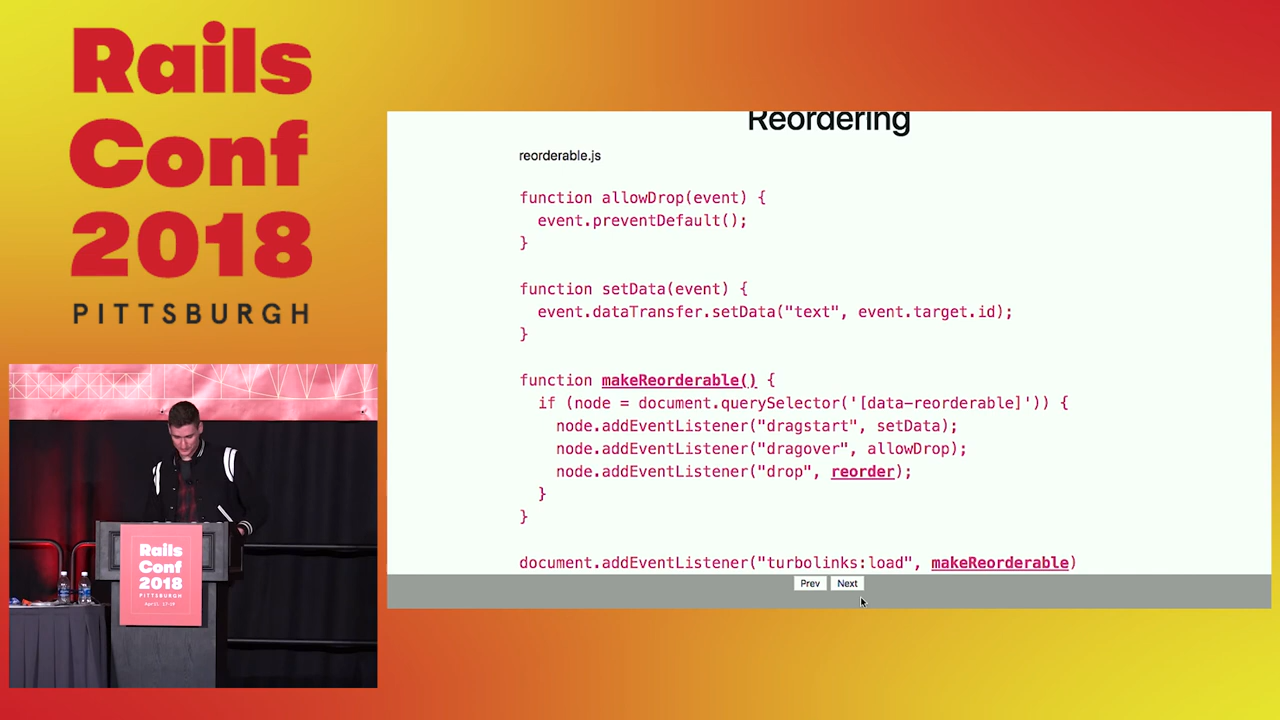 Rails
Conf
2018
PITTSBURGH
Reordering
reorderable.js
function allowDrop(event) {
event.preventDefault();
}
function setData(event) {
event.dataTransfer.setData("text", event.target.id);
}
function makeReorderable() {
if (node = document.querySelector('[data-reorderable]')) {
node.addEventListener("dragstart", setData);
node.addEventListener("dragover", allowDrop);
node.addEventListener("drop", reorder);
}
}
document.addEventListener("turbolinks:load", makeReorderable)
Prev Next
Rails
Conf
2018
PITTSBURGH